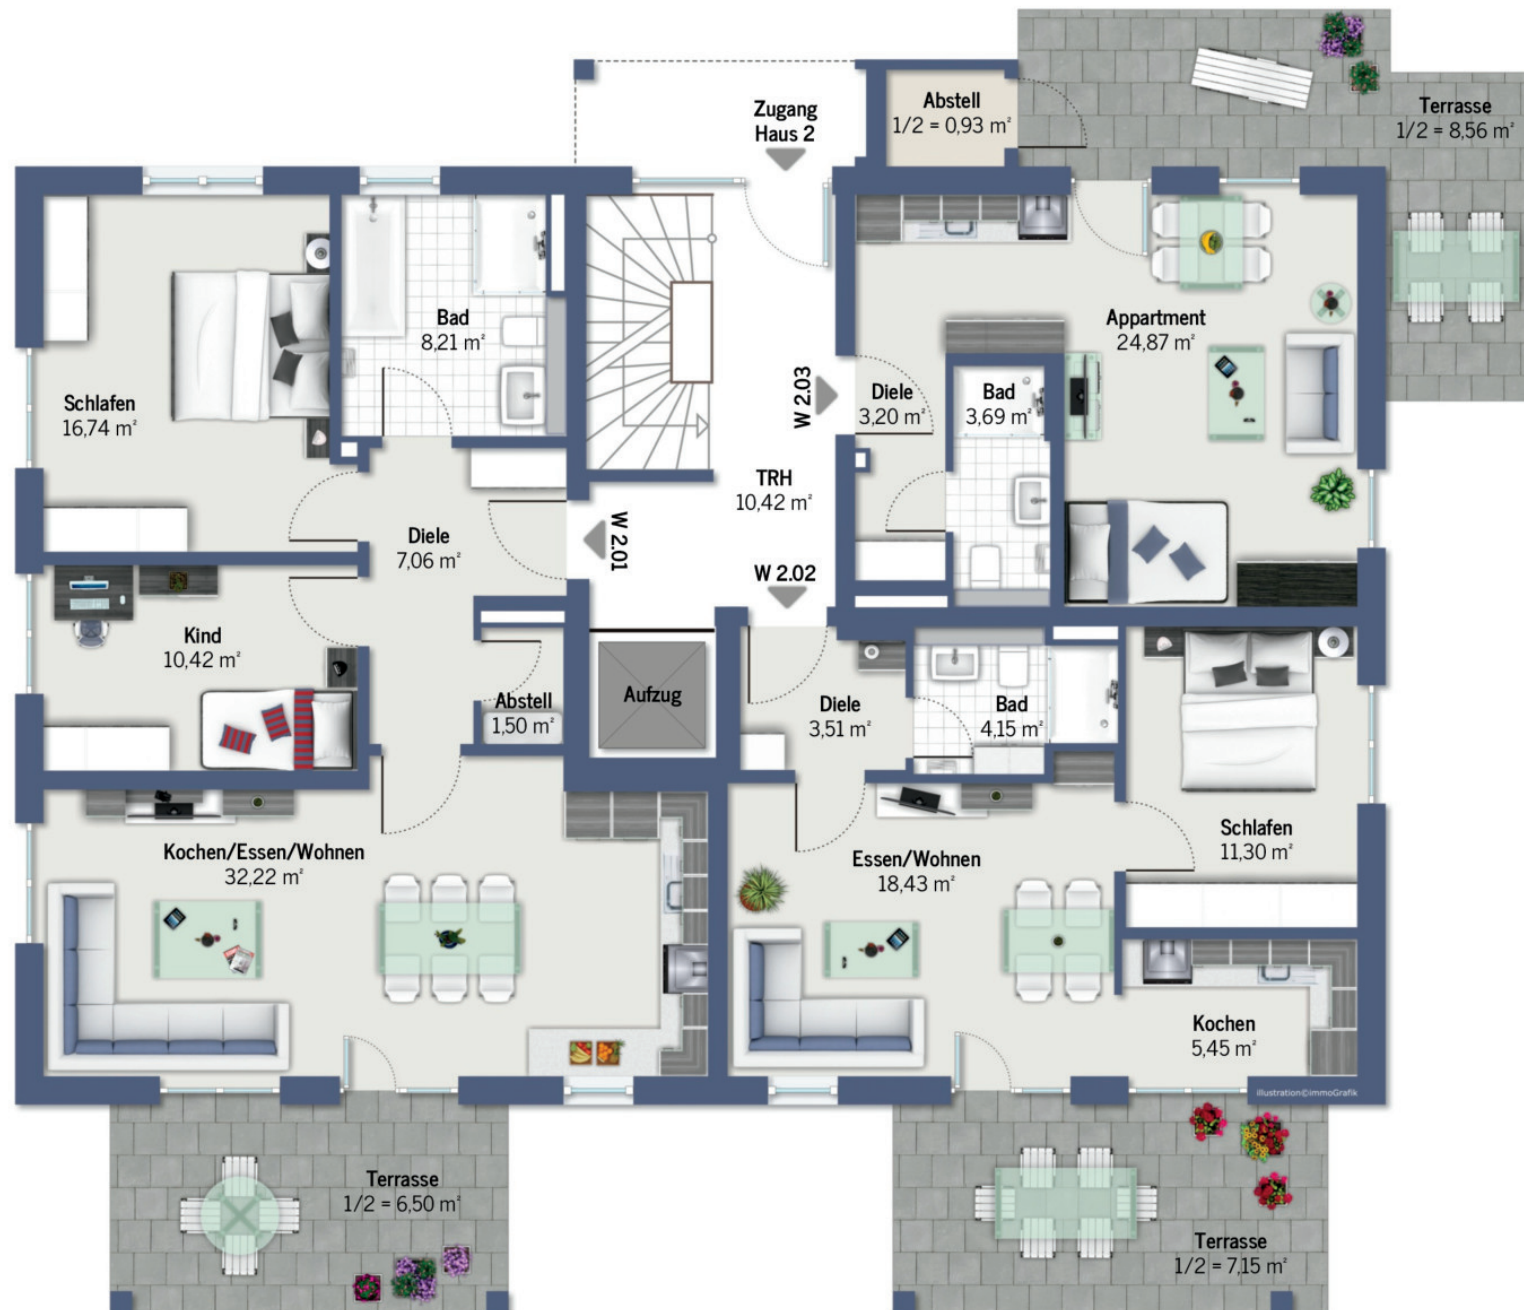 Zugang
Haus 2
Abstell
1/2 = 0,93 m²
Terrasse
1/2 = 8,56 m²
Bad
8,21 m²
Appartment
24,87 m²
Schlafen
16,74 m²
W 2.03
Diele
3,20 m²
Bad
3,69 m²
TRH
10,42 m²
Diele
7,06 m²
W 2.01
W 2.02
Kind
10,42 m²
Abstell
1,50 m²
Aufzug
Diele
3,51 m²
Bad
4,15 m²
Schlafen
11,30 m²
Kochen/Essen/Wohnen
32,22 m²
Essen/Wohnen
18,43 m²
Kochen
5,45 m²
illustration©immoGrafik
Terrasse
1/2 = 6,50 m²
Terrasse
1/2 = 7,15 m²